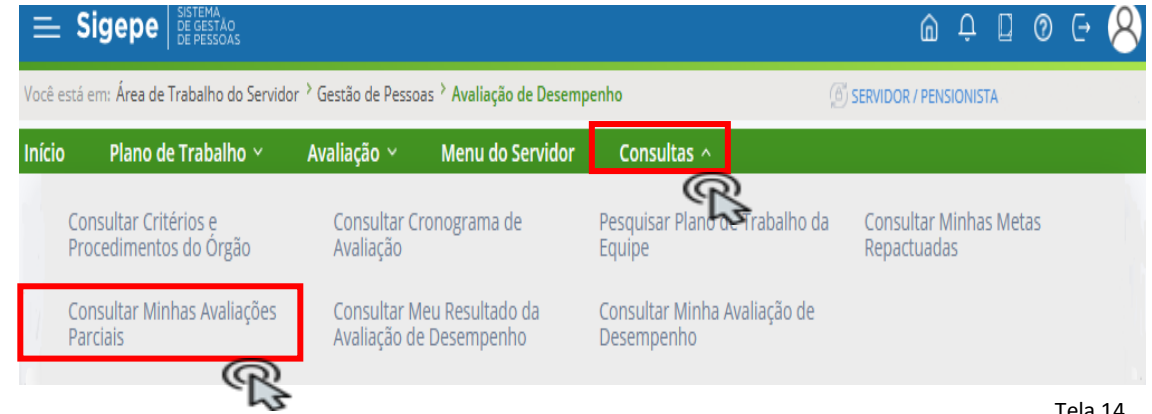 Sigepe SISTEMA
DE GESTÃO
DE PESSOAS
Você está em: Área de Trabalho do Servidor > Gestão de Pessoas > Avaliação de Desempenho SERVIDOR / PENSIONISTA
Início Plano de Trabalho Avaliação Menu do Servidor Consultas
Consultar Critérios e
Procedimentos do Órgão
Consultar Cronograma de
Avaliação
Pesquisar Plano de Trabalho da
Equipe
Consultar Minhas Metas
Repactuadas
Consultar Minhas Avaliações
Parciais
Consultar Meu Resultado da
Avaliação de Desempenho
Consultar Minha Avaliação de
Desempenho
Tela 14